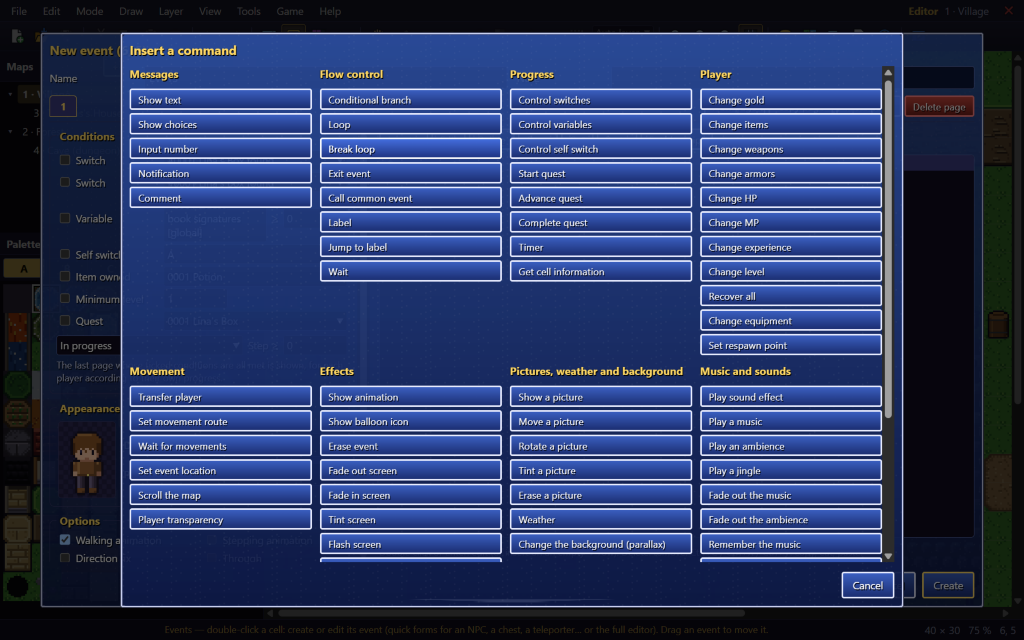 File Edit Mode Draw Layer View Tools Game Help
Editor · 1 · Village
New event (
Insert a command
Maps
Name
1
Delete page
Conditions
Switch
Switch
Variable
Self switch
Item owned
Minimum level
Quest
In progress
The last page w
player accordin
Palette
A
Appearance
Options
Walking animation
Direction
Messages
Show text
Show choices
Input number
Notification
Comment
Flow control
Conditional branch
Loop
Break loop
Exit event
Call common event
Label
Jump to label
Wait
Progress
Control switches
Control variables
Control self switch
Start quest
Advance quest
Complete quest
Timer
Get cell information
Player
Change gold
Change items
Change weapons
Change armors
Change HP
Change MP
Change experience
Change level
Recover all
Change equipment
Set respawn point
Movement
Transfer player
Set movement route
Wait for movements
Set event location
Scroll the map
Player transparency
Effects
Show animation
Show balloon icon
Erase event
Fade out screen
Fade in screen
Tint screen
Flash screen
Pictures, weather and background
Show a picture
Move a picture
Rotate a picture
Tint a picture
Erase a picture
Weather
Change the background (parallax)
Music and sounds
Play sound effect
Play a music
Play an ambience
Play a jingle
Fade out the music
Fade out the ambience
Remember the music
Cancel
Create
Events — double-click a cell: create or edit its event (quick forms for an NPC, a chest, a teleporter... or the full editor). Drag an event to move it.
40 × 30 75 % 6, 5